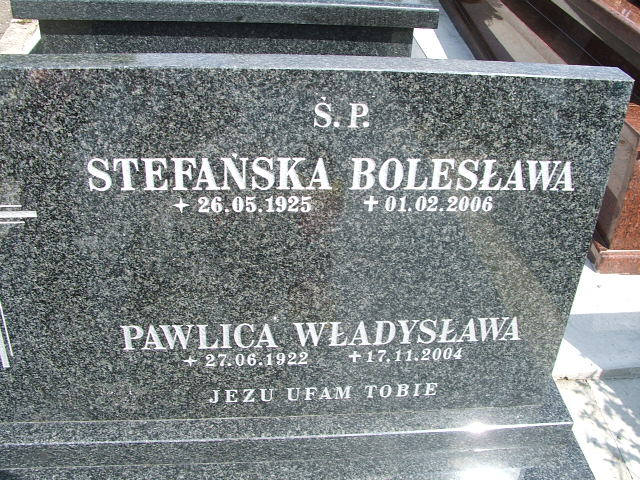 Ś.P.
STEFAŃSKA BOLESŁAWA
26.05.1925 01.02.2006
PAWLICA WŁADYSŁAWA
27.06.1922 17.11.2004
JEZU UFAM TOBIE